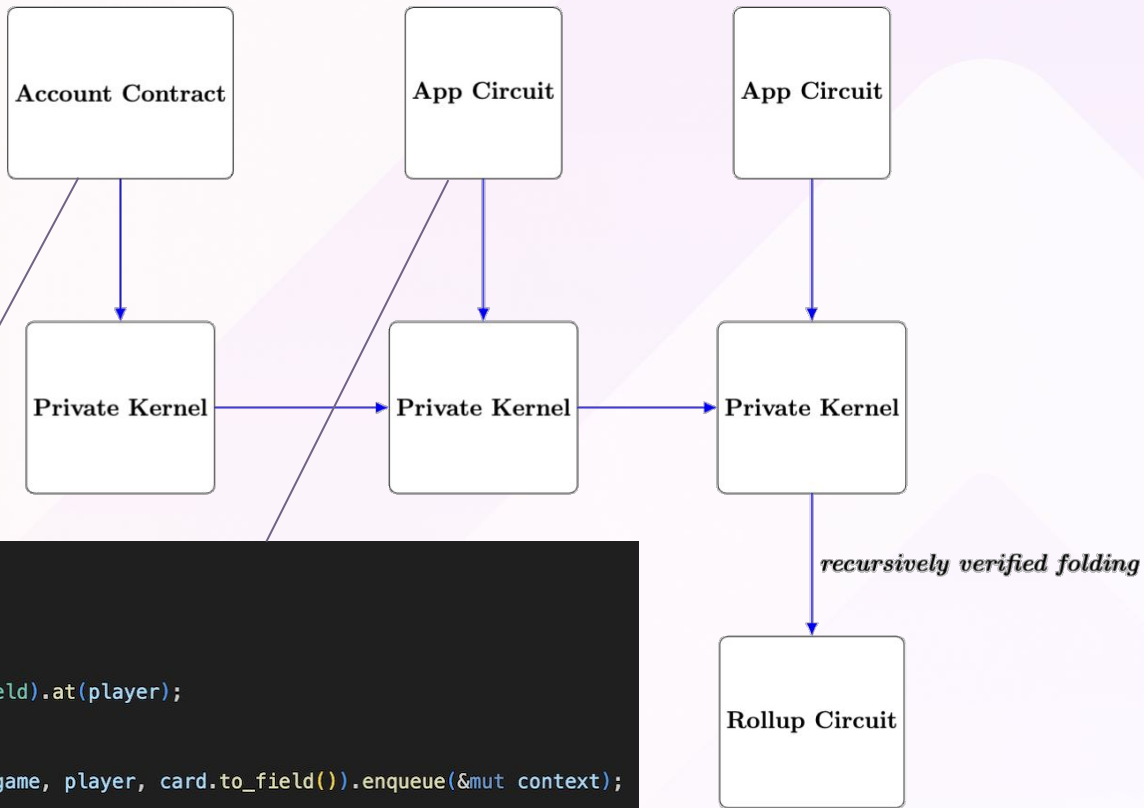 Account Contract
App Circuit
App Circuit
Private Kernel
Private Kernel
Private Kernel
recursively verified folding
Rollup Circuit
eld).at(player);
game, player, card.to_field()).enqueue(&mut context);